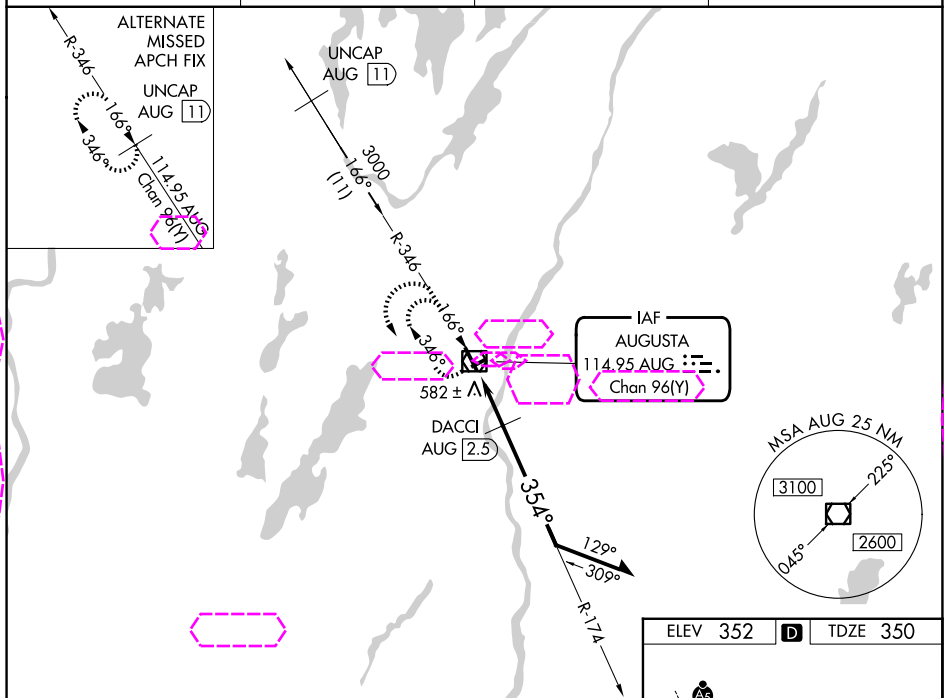 ALTERNATE
MISSED
APCH FIX
UNCAP
AUG 11
R-346
166°
346°
114.95 AUG
Chan 96(Y)
UNCAP
AUG 11
3000
166°
(11)
R-346
166°
346°
582 ±
IAF
AUGUSTA
114.95 AUG
Chan 96(Y)
DACCI
AUG 2.5
354°
129°
309°
R-174
MSA AUG 25 NM
3100
225°
045°
2600
ELEV 352 D TDZE 350
A5